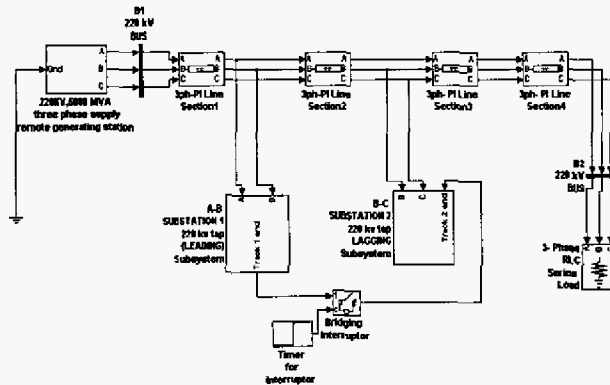 B1
220 kV
BUS
A
B
C
Gnd
A
B
C
A
B
C
A
B
C
A
B
C
A
B
C
A
B
C
A
B
C
A
B
C
220KV,5000 MVA
three phase supply
remote generating station
3ph-PI Line
Section1
3ph-PI Line
Section2
3ph-PI Line
Section3
3ph- PI Line
Section4
B2
220 kV
BUS
A-B
SUBSTATION 1
220 kv tap
(LEADING)
Subsystem
A
B
Track 1 end
B-C
SUBSTATION 2
220 kv tap
LAGGING
Subsystem
B
C
Track 2 end
3- Phase
RLC
Series
Load
A
B
C
Bridging
Interruptor
Timer
for
interruptor